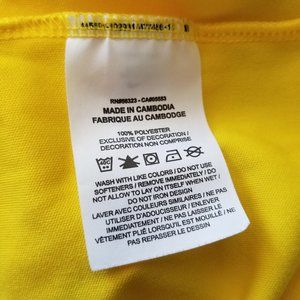 RN#56323 - CA#05553
MADE IN CAMBODIA
FABRIQUE AU CAMBODGE
100% POLYESTER
EXCLUSIVE OF DECORATION /
DECORATION NON COMPRISE
WASH WITH LIKE COLORS / DO NOT USE
SOFTENERS / REMOVE IMMEDIATELY / DO
NOT ALLOW TO LAY ON ITSELF WHEN WET /
DO NOT IRON DESIGN
LAVER AVEC COULEURS SIMILAIRES / NE PAS
UTILISER D'ADOUCISSEUR / ENLEVER
IMMÉDIATEMENT / NE PAS LAISSER LE
VÊTEMENT PLIÉ LORSQU'IL EST MOUILLÉ / NE
PAS REPASSER LE DESSIN